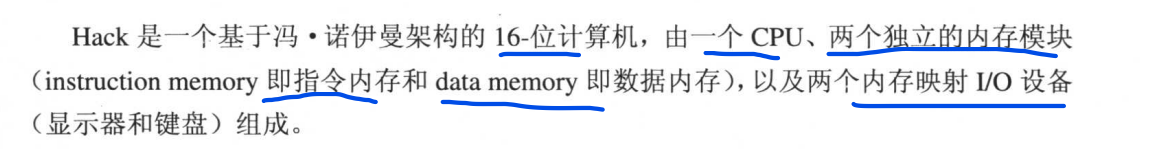 Hack 是一个基于冯·诺伊曼架构的 16-位计算机，由一个 CPU、两个独立的内存模块
（instruction memory 即指令内存和 data memory 即数据内存），以及两个内存映射 I/O 设备
（显示器和键盘）组成。